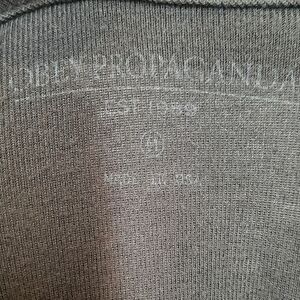 OBEY PROPAGANDA
EST. 1989
M
MADE IN USA